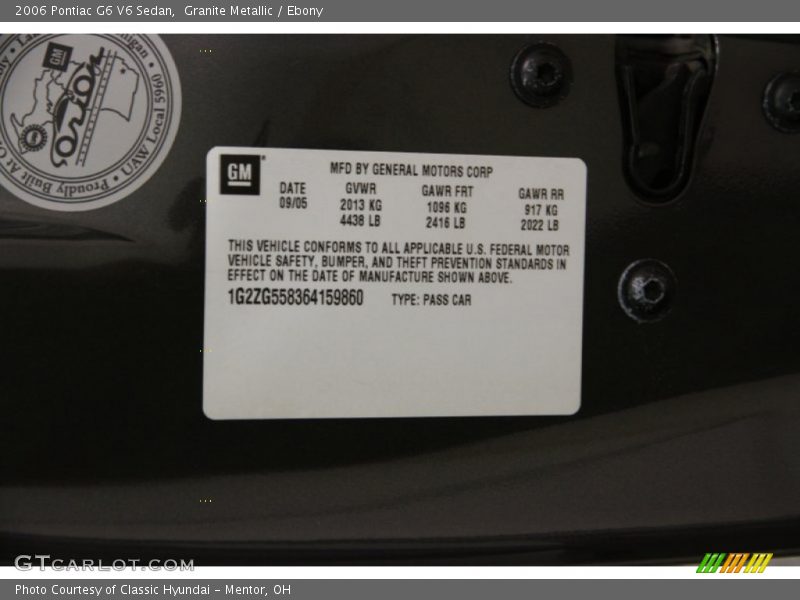 2006 Pontiac G6 V6 Sedan, Granite Metallic / Ebony
GM
Orion
Proudly Built At O
UAW Local 5960
GM
MFD BY GENERAL MOTORS CORP
DATE GVWR GAWR FRT GAWR RR
09/05 2013 KG 1096 KG 917 KG
4438 LB 2416 LB 2022 LB
THIS VEHICLE CONFORMS TO ALL APPLICABLE U.S. FEDERAL MOTOR
VEHICLE SAFETY, BUMPER, AND THEFT PREVENTION STANDARDS IN
EFFECT ON THE DATE OF MANUFACTURE SHOWN ABOVE.
1G2ZG558364159860 TYPE: PASS CAR
GTCARLOT.COM
Photo Courtesy of Classic Hyundai - Mentor, OH